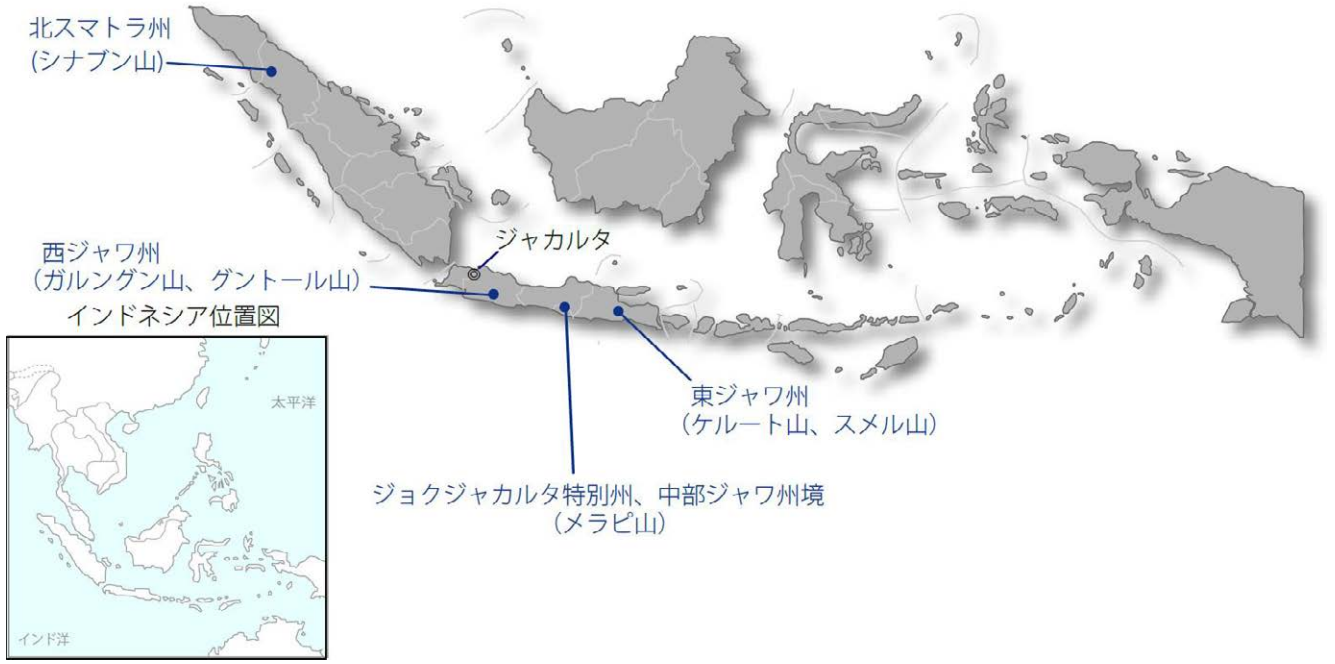 北スマトラ州
(シナブン山)
ジャカルタ
西ジャワ州
（ガルングン山、グントール山）
インドネシア位置図
太平洋
インド洋
東ジャワ州
（ケルート山、スメル山）
ジョクジャカルタ特別州、中部ジャワ州境
（メラピ山）